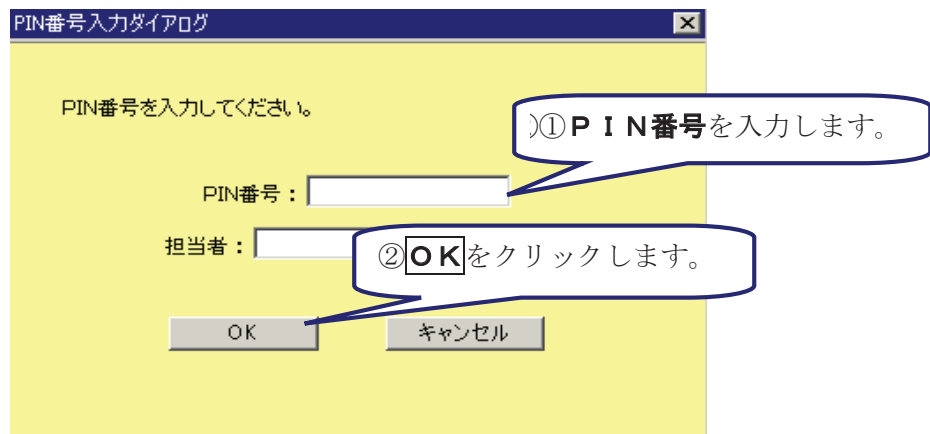 PIN番号入力ダイアログ
PIN番号を入力してください。
①ＰＩＮ番号を入力します。
PIN番号：
担当者：
②ＯＫをクリックします。
OK
キャンセル